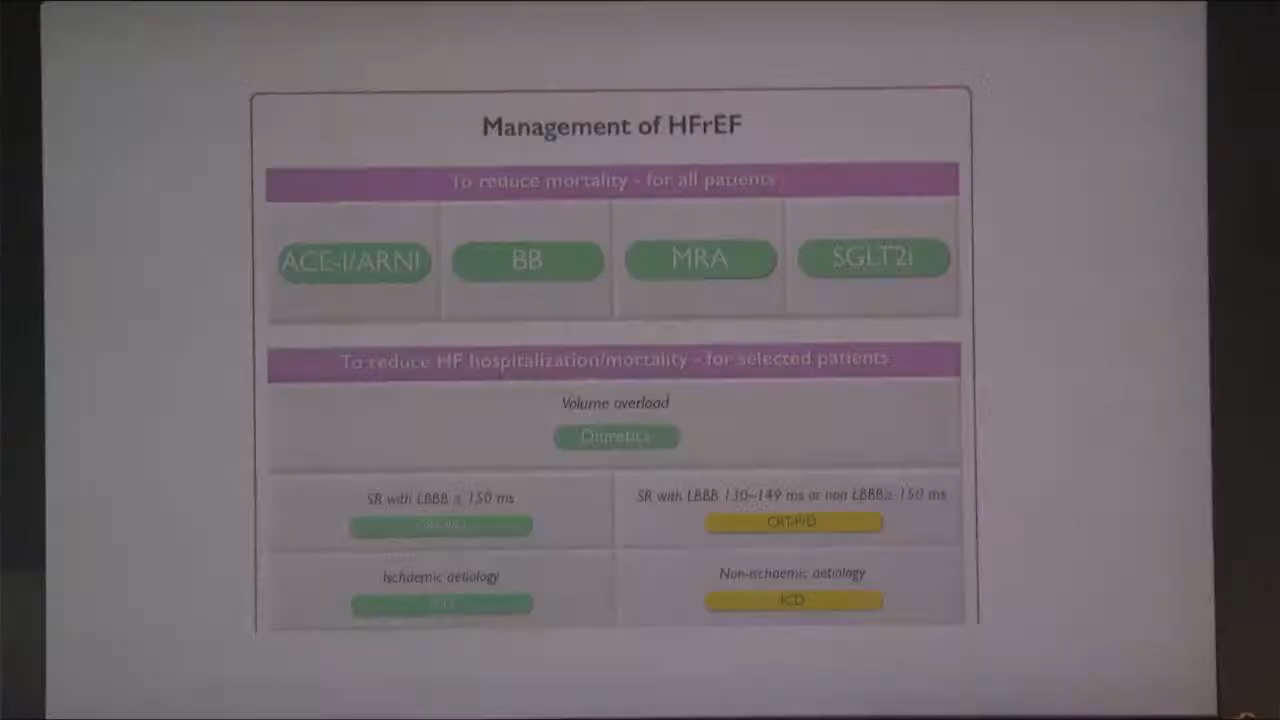 Management of HFrEF
To reduce mortality - for all patients
ACE-I/ARNI
BB
MRA
SGLT2i
To reduce HF hospitalization/mortality - for selected patients
Volume overload
Diuretics
SR with LBBB ≥ 150 ms
SR with LBBB 130–149 ms or non LBBB ≥ 150 ms
CRT-P/D
Ischaemic aetiology
Non-ischaemic aetiology
ICD